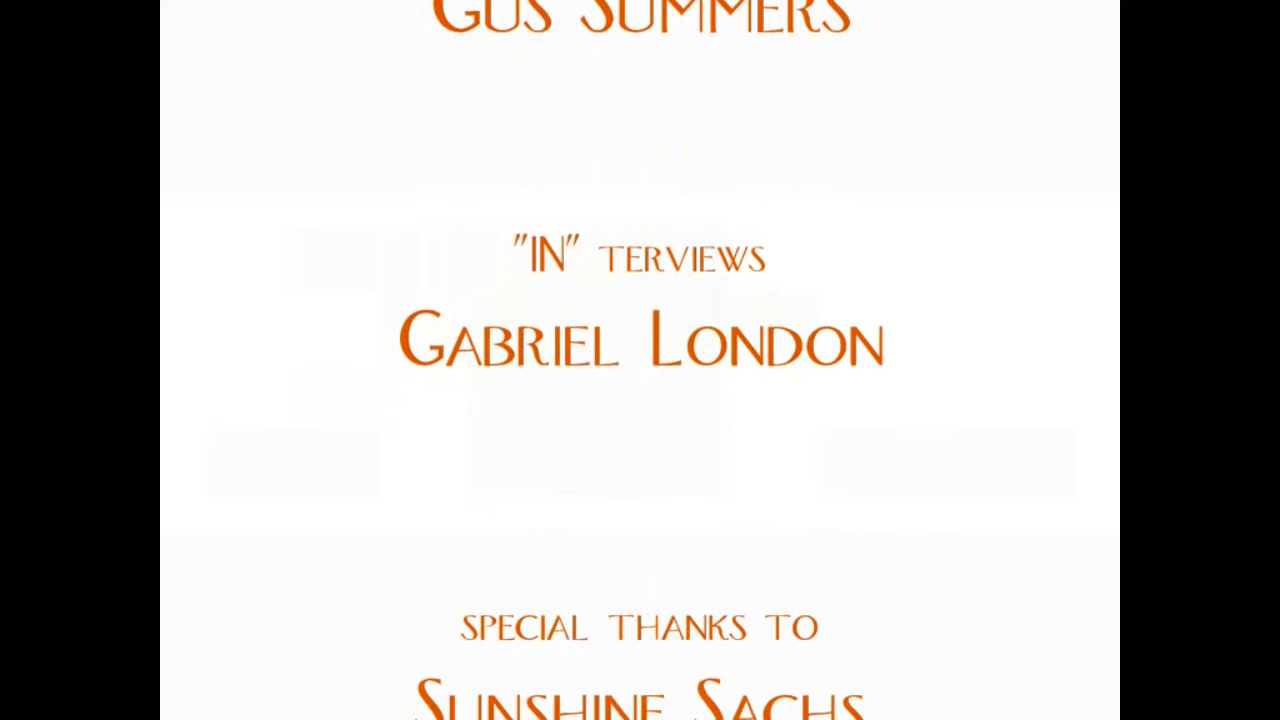 Gus Summers
"IN" TERVIEWS
Gabriel London
SPECIAL THANKS TO
Sunshine Sachs